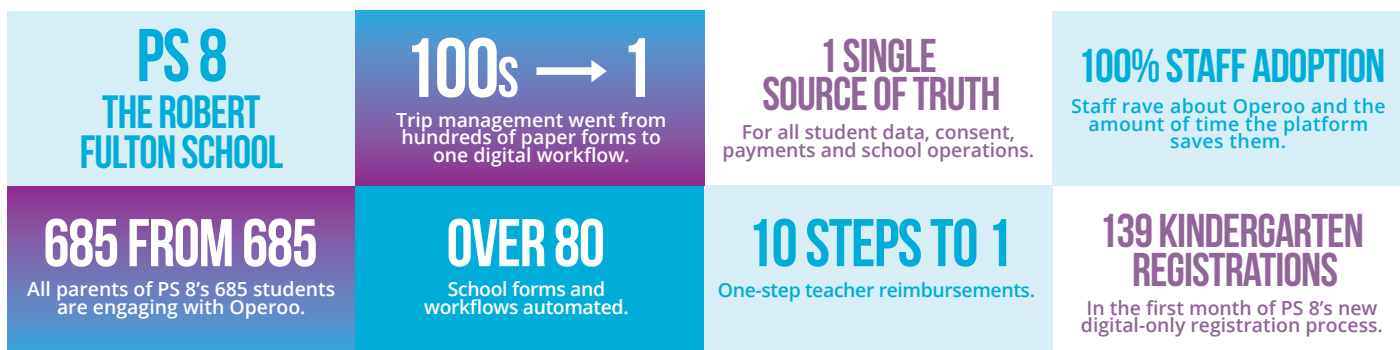 PS 8
THE ROBERT
FULTON SCHOOL
100s → 1
Trip management went from
hundreds of paper forms to
one digital workflow.
1 SINGLE
SOURCE OF TRUTH
For all student data, consent,
payments and school operations.
100% STAFF ADOPTION
Staff rave about Operoo and the
amount of time the platform
saves them.
685 FROM 685
All parents of PS 8’s 685 students
are engaging with Operoo.
OVER 80
School forms and
workflows automated.
10 STEPS TO 1
One-step teacher reimbursements.
139 KINDERGARTEN
REGISTRATIONS
In the first month of PS 8’s new
digital-only registration process.